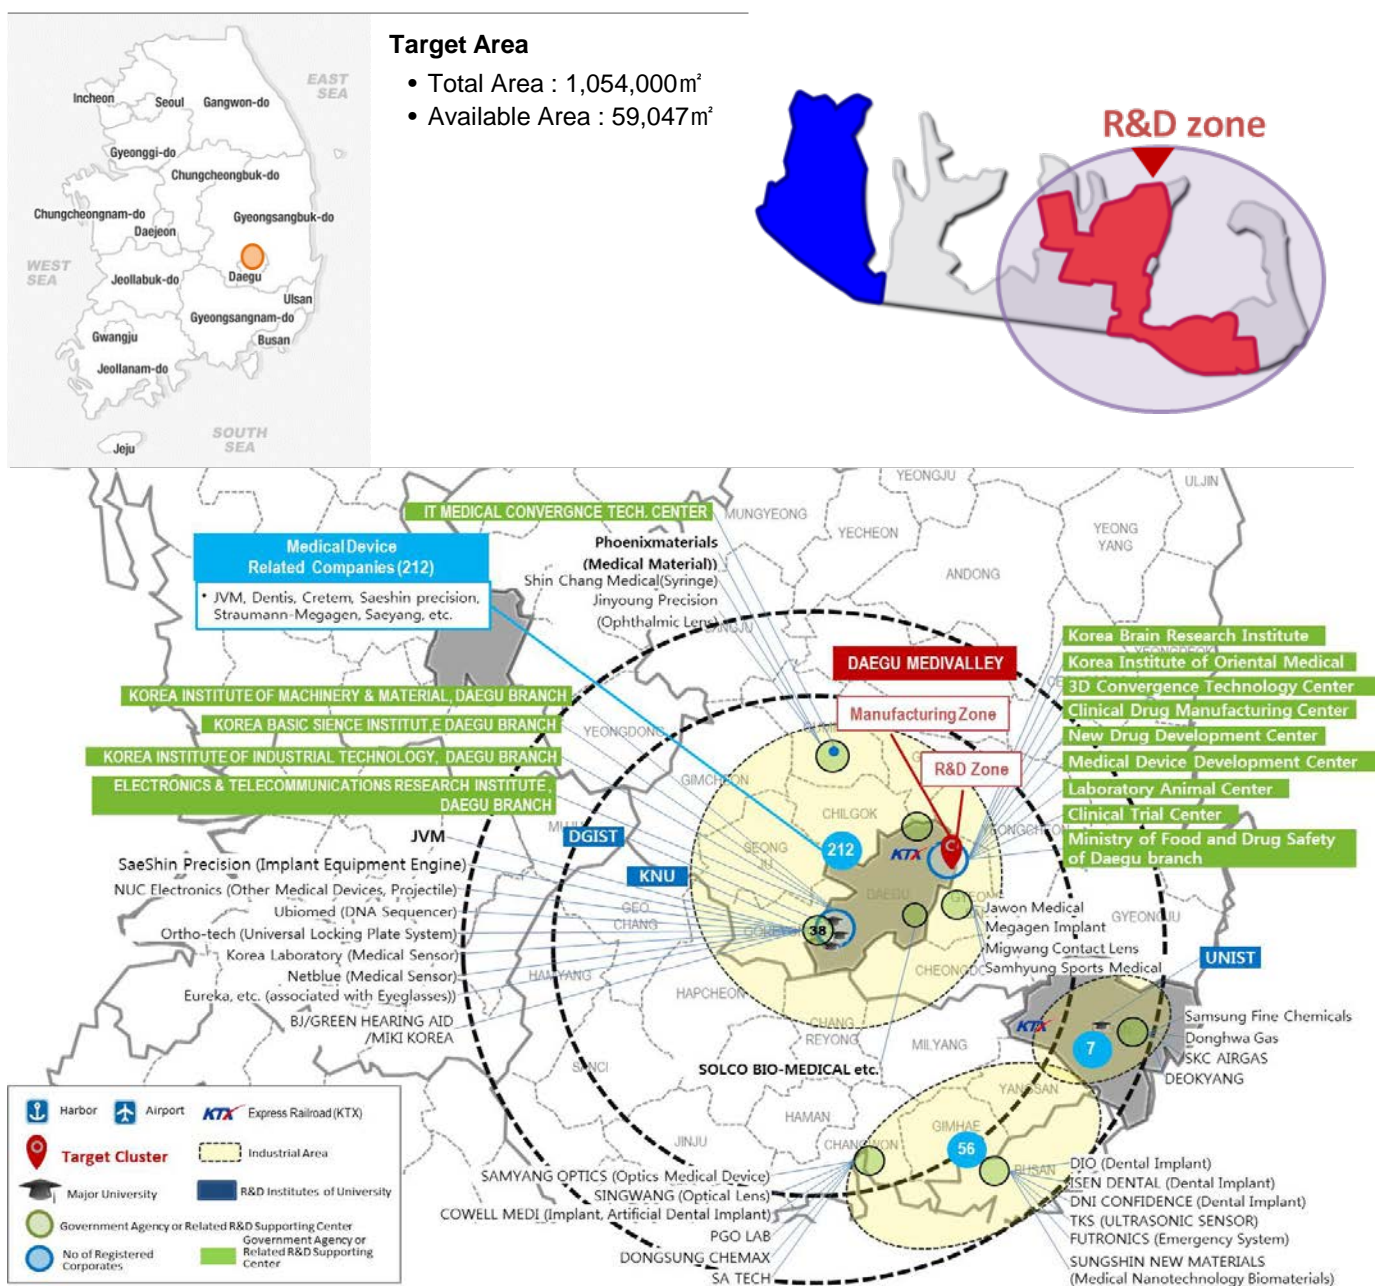 Target Area
• Total Area : 1,054,000㎡
• Available Area : 59,047㎡
EAST
SEA
Incheon
Seoul
Gangwon-do
Gyeonggi-do
Chungcheongbuk-do
Chungcheongnam-do
Daejeon
Gyeongsangbuk-do
WEST
SEA
Jeollabuk-do
Daegu
Ulsan
Gyeongsangnam-do
Gwangju
Busan
Jeollanam-do
SOUTH
SEA
Jeju
R&D zone
YEONGJU
ULJIN
IT MEDICAL CONVERGNCE TECH. CENTER
MUNGYEONG
YECHEON
YEONG
YANG
ANDONG
Medical Device
Related Companies (212)
• JVM, Dentis, Cretem, Saeshin precision,
Straumann-Megagen, Saeyang, etc.
Phoenixmaterials
(Medical Material))
Shin Chang Medical(Syringe)
Jinyoung Precision
(Ophthalmic Lens)
DAEGU MEDIVALLEY
Manufacturing Zone
R&D Zone
Korea Brain Research Institute
Korea Institute of Oriental Medical
3D Convergence Technology Center
Clinical Drug Manufacturing Center
New Drug Development Center
Medical Device Development Center
Laboratory Animal Center
Clinical Trial Center
Ministry of Food and Drug Safety
of Daegu branch
KOREA INSTITUTE OF MACHINERY & MATERIAL, DAEGU BRANCH
KOREA BASIC SIENCE INSTITUT,E DAEGU BRANCH
KOREA INSTITUTE OF INDUSTRIAL TECHNOLOGY, DAEGU BRANCH
ELECTRONICS & TELECOMMUNICATIONS RESEARCH INSTITUTE,
DAEGU BRANCH
YEONGDONG
GIMCHEON
CHILGOK
SEONG
JU
DGIST
KNU
212
KTX
DAEGU
38
GEO
CHANG
HAMYANG
HAPCHEON
CHEONGDO
GYEONGJU
CHANG
REYONG
MILYANG
JVM
SaeShin Precision (Implant Equipment Engine)
NUC Electronics (Other Medical Devices, Projectile)
Ubiomed (DNA Sequencer)
Ortho-tech (Universal Locking Plate System)
Korea Laboratory (Medical Sensor)
Netblue (Medical Sensor)
Eureka, etc. (associated with Eyeglasses))
BJ/GREEN HEARING AID
/MIKI KOREA
Jawon Medical
Megagen Implant
Migwang Contact Lens
Samhyung Sports Medical
UNIST
KTX
7
Samsung Fine Chemicals
Donghwa Gas
SKC AIRGAS
DEOKYANG
SOLCO BIO-MEDICAL etc.
YANGSAN
HAMAN
JINJU
CHANGWON
GIMHAE
56
BUSAN
SAMYANG OPTICS (Optics Medical Device)
SINGWANG (Optical Lens)
COWELL MEDI (Implant, Artificial Dental Implant)
PGO LAB
DONGSUNG CHEMAX
SA TECH
DIO (Dental Implant)
ISEN DENTAL (Dental Implant)
DNI CONFIDENCE (Dental Implant)
TKS (ULTRASONIC SENSOR)
FUTRONICS (Emergency System)
SUNGSHIN NEW MATERIALS
(Medical Nanotechnology Biomaterials)
Harbor
Airport
KTX
Express Railroad (KTX)
Target Cluster
Industrial Area
Major University
R&D Institutes of University
Government Agency or Related R&D Supporting Center
No of Registered
Corporates
Government Agency or
Related R&D Supporting
Center